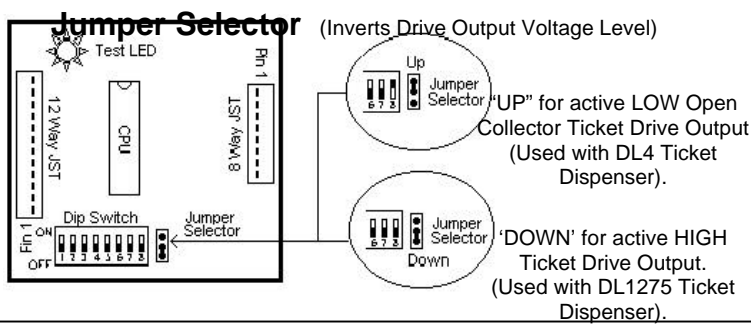 Jumper Selector (Inverts Drive Output Voltage Level)
Test LED
Pin 1
12 Way JST
CPU
8 Way JST
Pin 1
Dip Switch
ON
OFF
1 2 3 4 5 6 7 8
Jumper
Selector
Up
6 7 8
Jumper
Selector
"UP" for active LOW Open
Collector Ticket Drive Output
(Used with DL4 Ticket
Dispenser).
6 7 8
Jumper
Selector
Down
'DOWN' for active HIGH
Ticket Drive Output.
(Used with DL1275 Ticket
Dispenser).